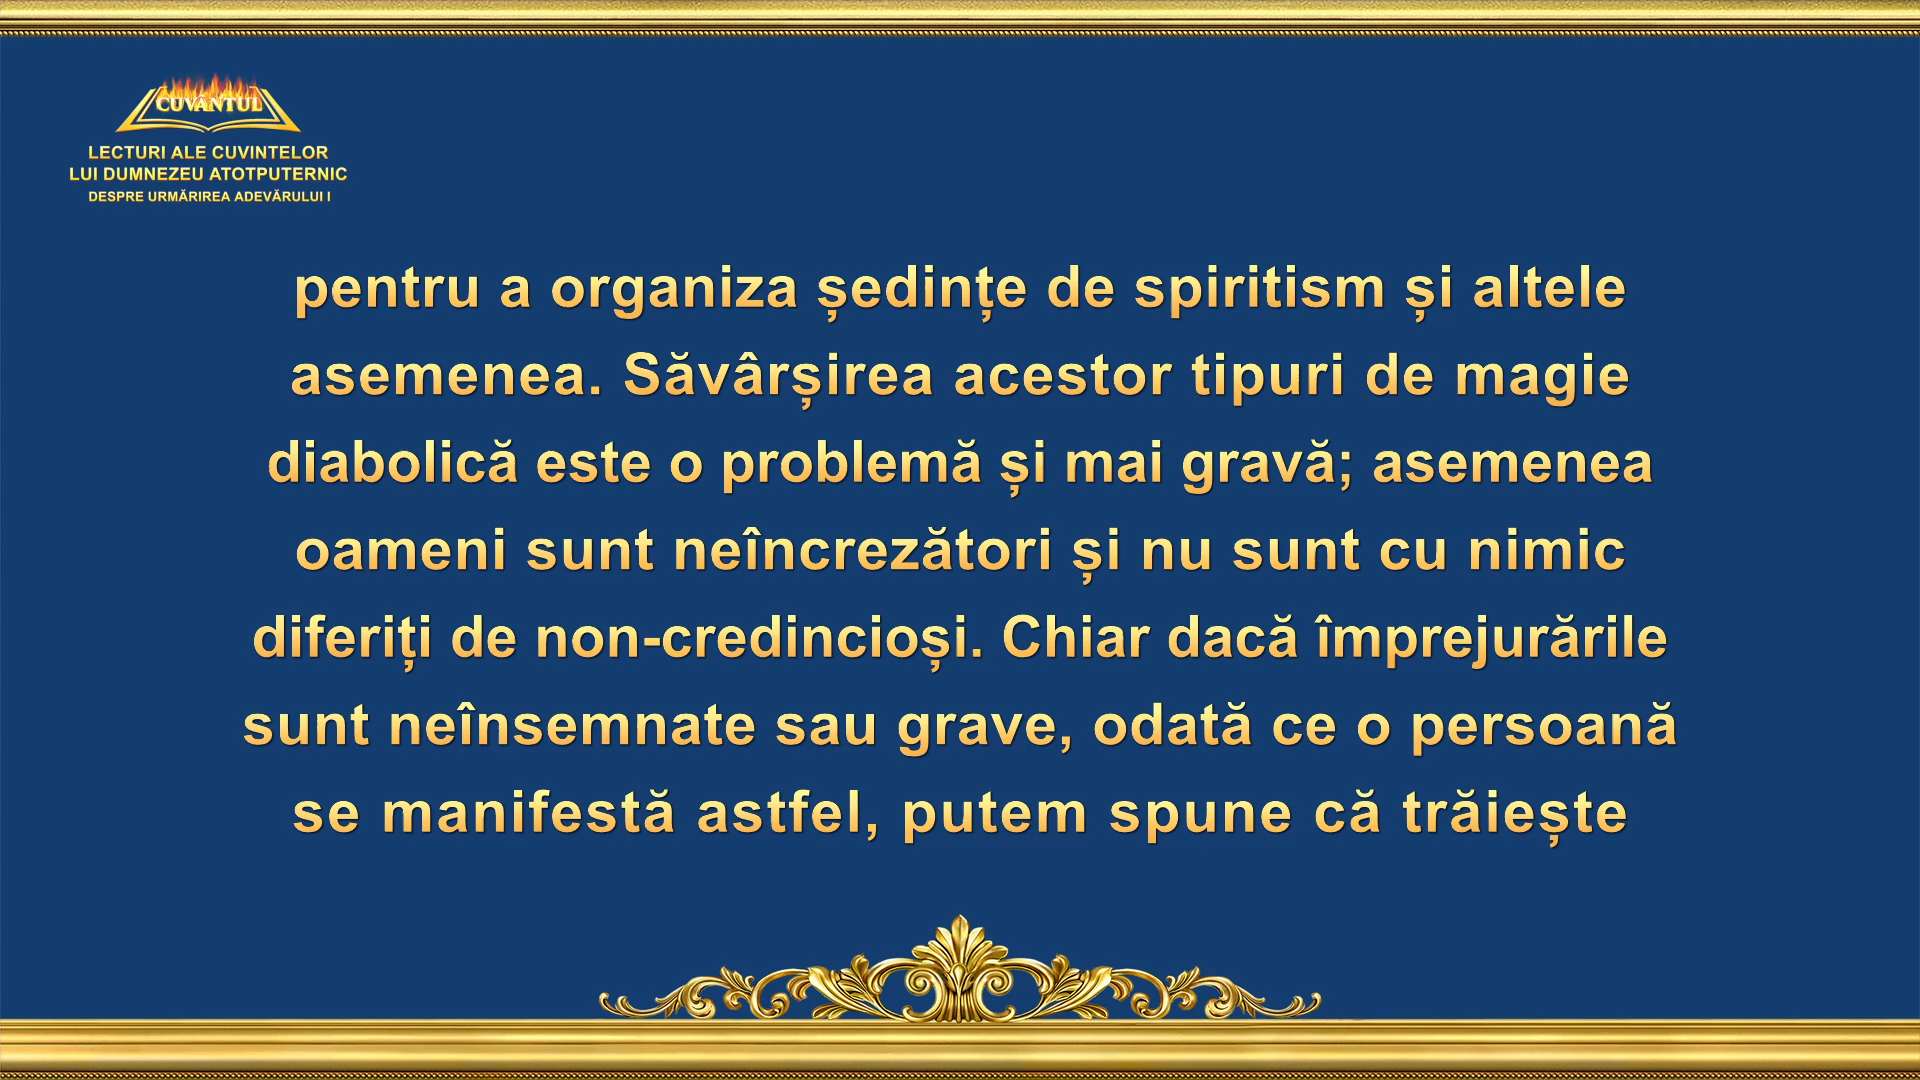 CUVÂNTUL
LECTURI ALE CUVINTELOR
LUI DUMNEZEU ATOTPUTERNIC
DESPRE URMĂRIREA ADEVĂRULUI I
pentru a organiza ședințe de spiritism și altele
asemenea. Săvârșirea acestor tipuri de magie
diabolică este o problemă și mai gravă; asemenea
oameni sunt neîncrezători și nu sunt cu nimic
diferiți de non-credincioși. Chiar dacă împrejurările
sunt neînsemnate sau grave, odată ce o persoană
se manifestă astfel, putem spune că trăiește